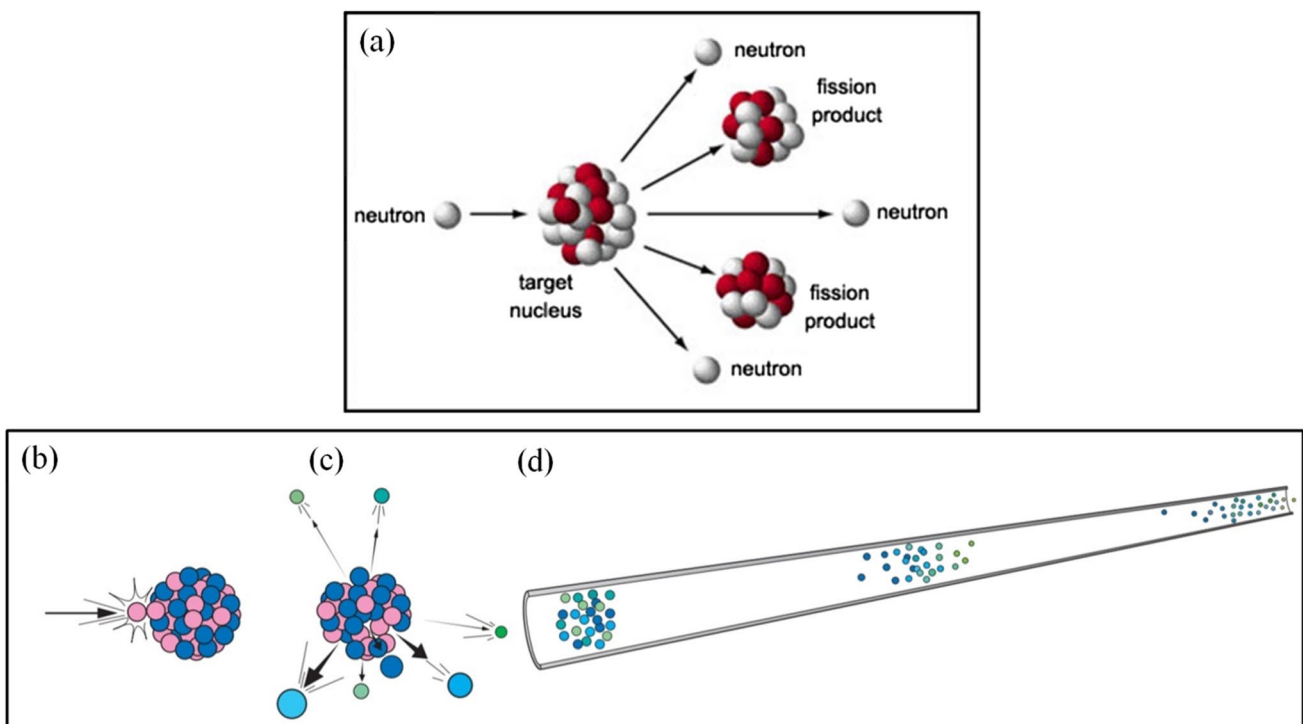 (a)
neutron
fission
product
neutron
neutron
target
nucleus
fission
product
neutron
(b)
(c)
(d)